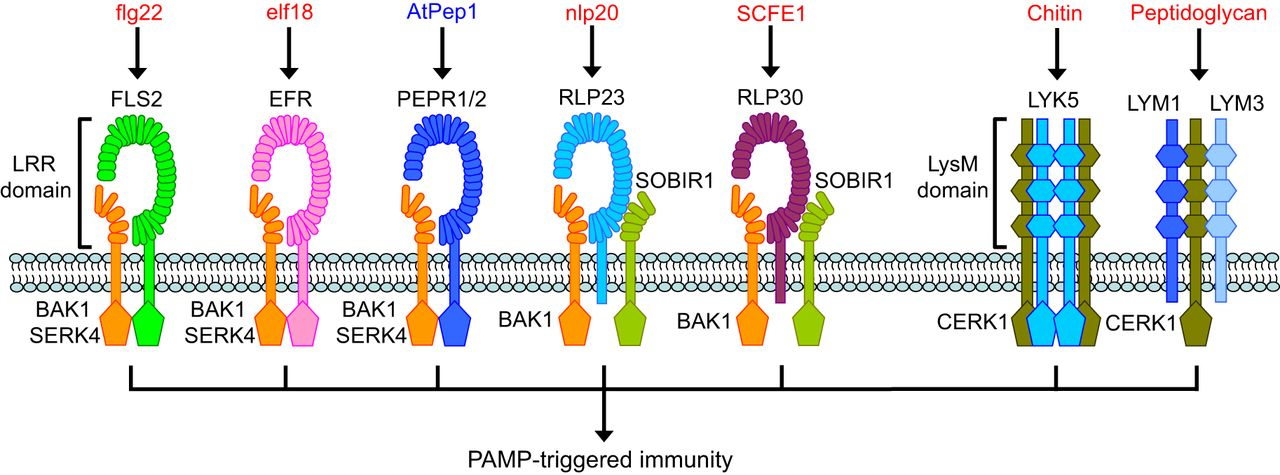 flg22 elf18 AtPep1 nlp20 SCFE1 Chitin Peptidoglycan
FLS2 EFR PEPR1/2 RLP23 RLP30 LYK5 LYM1 LYM3
LRR
domain
SOBIR1 SOBIR1
LysM
domain
BAK1
SERK4
BAK1
SERK4
BAK1
SERK4
BAK1 BAK1 CERK1 CERK1
PAMP-triggered immunity